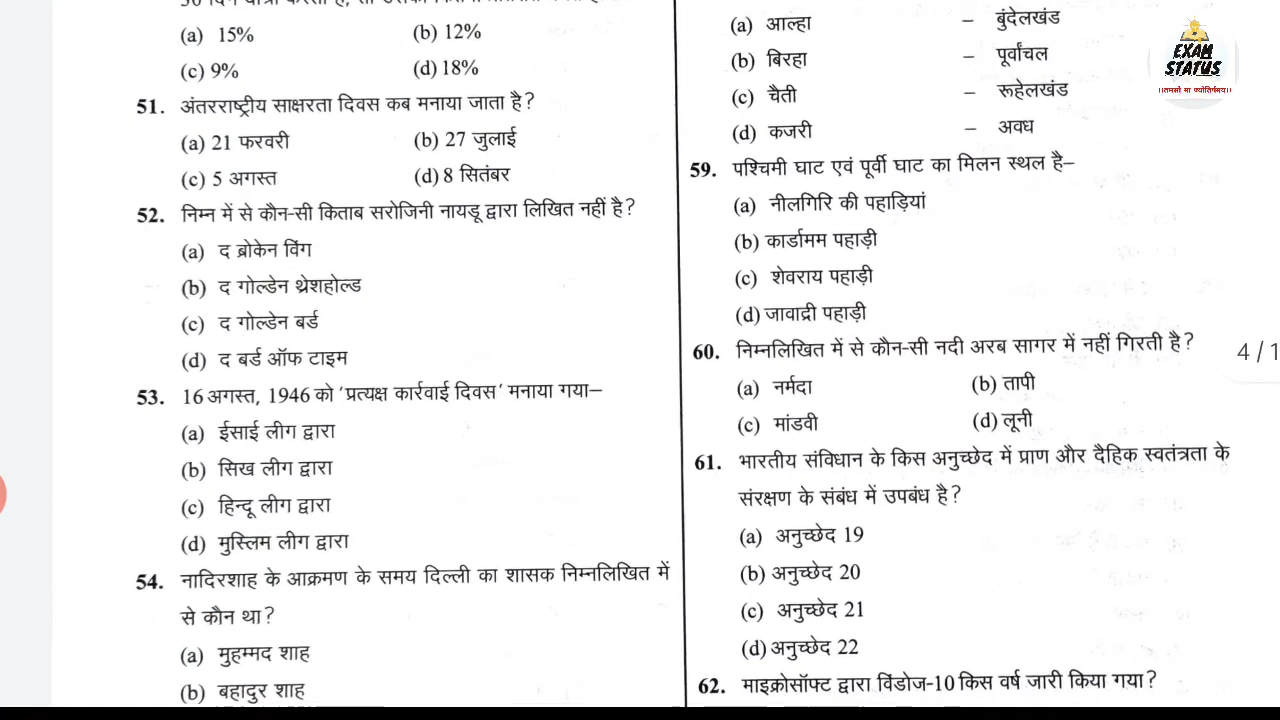 (a) 15%
(b) 12%
(c) 9%
(d) 18%
51. अंतरराष्ट्रीय साक्षरता दिवस कब मनाया जाता है?
(a) 21 फरवरी
(b) 27 जुलाई
(c) 5 अगस्त
(d) 8 सितंबर
52. निम्न में से कौन-सी किताब सरोजिनी नायडू द्वारा लिखित नहीं है?
(a) द ब्रोकेन विंग
(b) द गोल्डेन थ्रेशहोल्ड
(c) द गोल्डेन बर्ड
(d) द बर्ड ऑफ टाइम
53. 16 अगस्त, 1946 को 'प्रत्यक्ष कार्रवाई दिवस' मनाया गया–
(a) ईसाई लीग द्वारा
(b) सिख लीग द्वारा
(c) हिन्दू लीग द्वारा
(d) मुस्लिम लीग द्वारा
54. नादिरशाह के आक्रमण के समय दिल्ली का शासक निम्नलिखित में
से कौन था?
(a) मुहम्मद शाह
(b) बहादुर शाह
(a) आल्हा – बुंदेलखंड
(b) बिरहा – पूर्वांचल
(c) चैती – रूहेलखंड
(d) कजरी – अवध
59. पश्चिमी घाट एवं पूर्वी घाट का मिलन स्थल है–
(a) नीलगिरि की पहाड़ियां
(b) कार्डामम पहाड़ी
(c) शेवराय पहाड़ी
(d) जावाद्री पहाड़ी
60. निम्नलिखित में से कौन-सी नदी अरब सागर में नहीं गिरती है?
(a) नर्मदा
(b) तापी
(c) मांडवी
(d) लूनी
61. भारतीय संविधान के किस अनुच्छेद में प्राण और दैहिक स्वतंत्रता के
संरक्षण के संबंध में उपबंध है?
(a) अनुच्छेद 19
(b) अनुच्छेद 20
(c) अनुच्छेद 21
(d) अनुच्छेद 22
62. माइक्रोसॉफ्ट द्वारा विंडोज-10 किस वर्ष जारी किया गया?
EXAM
STATUS
।।तमसो मा ज्योतिर्गमय।।
4 / 1